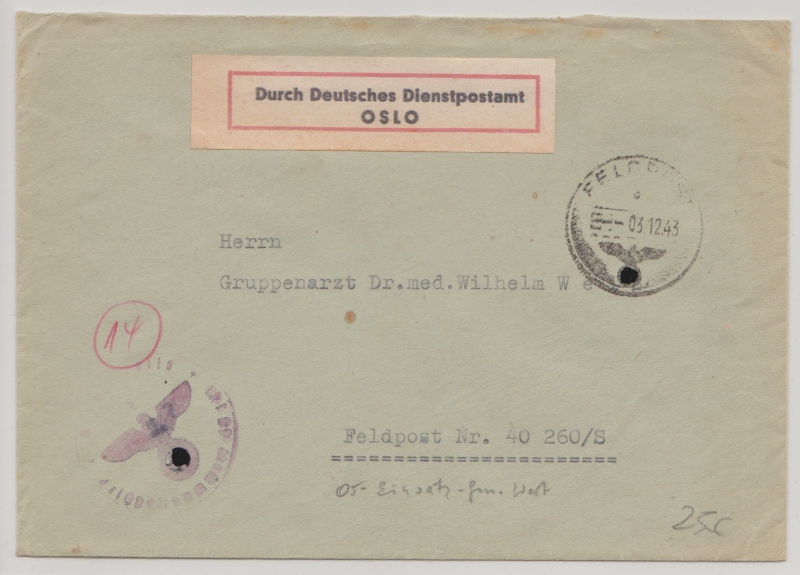 Durch Deutsches Dienstpostamt
OSLO
03.12.43
Herrn
Gruppenarzt Dr.med.Wilhelm W e
14
Feldpost Nr. 40 260/S